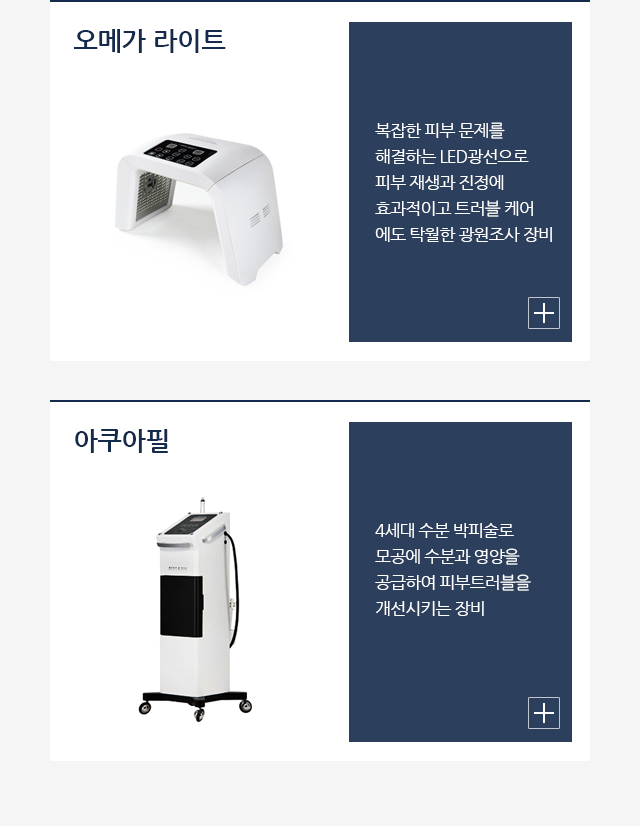 오메가 라이트
복잡한 피부 문제를
해결하는 LED광선으로
피부 재생과 진정에
효과적이고 트러블 케어
에도 탁월한 광원조사 장비
아쿠아필
4세대 수분 박피술로
모공에 수분과 영양을
공급하여 피부트러블을
개선시키는 장비